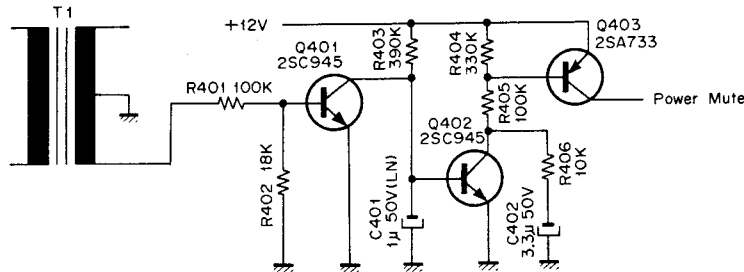 T1
+12V
Q401
2SC945
R401 100K
R402 18K
R403
390K
R404
330K
R405
100K
Q403
2SA733
Power Mute
Q402
2SC945
R406
10K
C401
1µ 50V(LN)
C402
3.3µ 50V